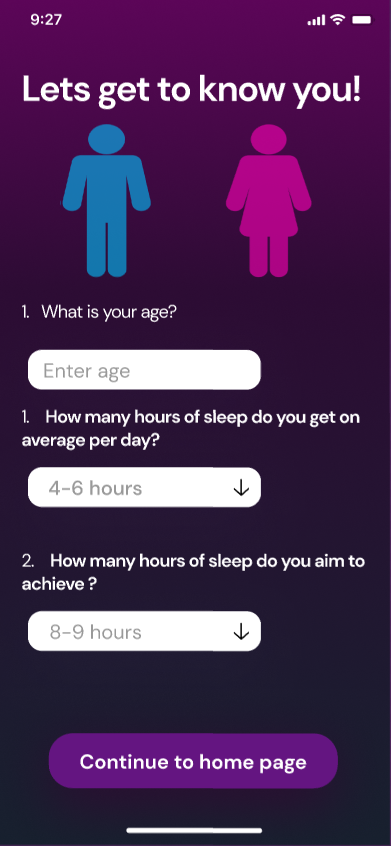 9:27
Lets get to know you!
1. What is your age?
Enter age
1. How many hours of sleep do you get on
average per day?
4-6 hours
2. How many hours of sleep do you aim to
achieve ?
8-9 hours
Continue to home page